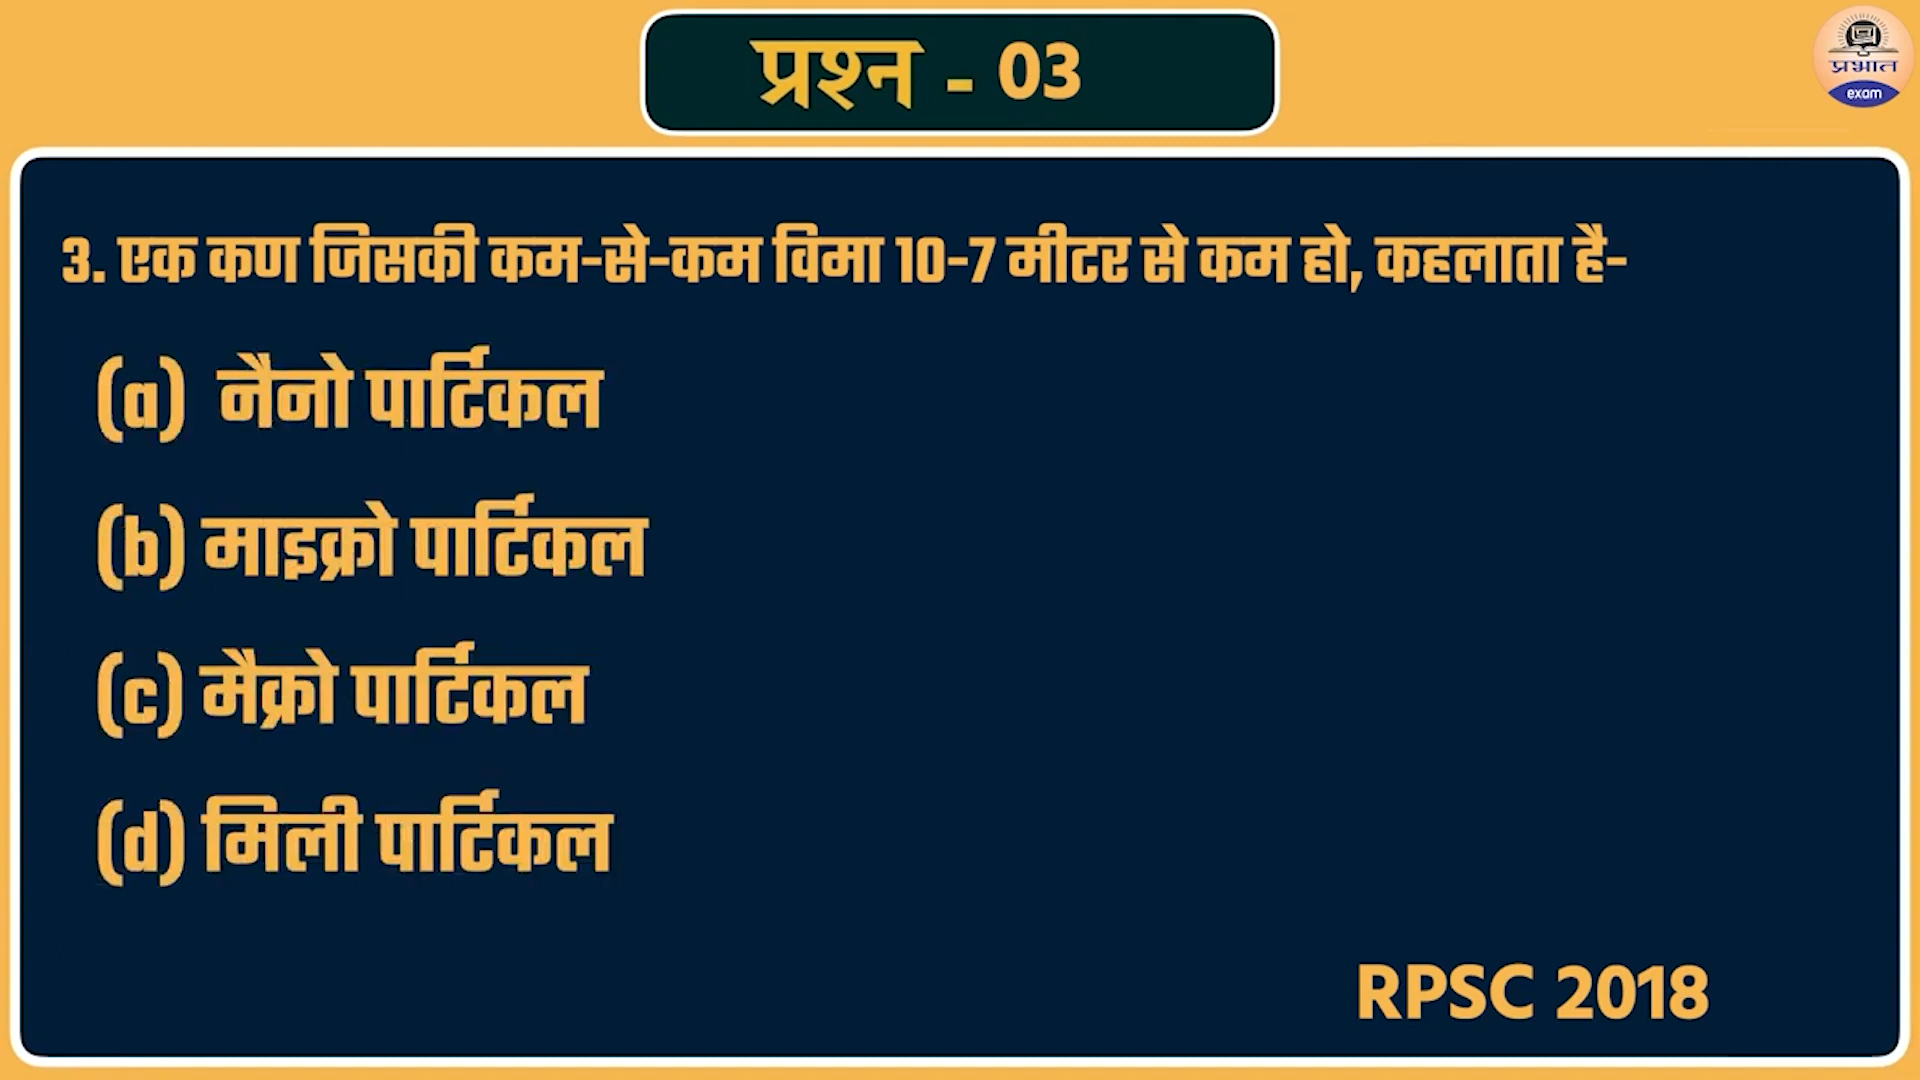 प्रश्न - 03
प्रभात
exam
3. एक कण जिसकी कम-से-कम विमा 10-7 मीटर से कम हो, कहलाता है-
(a) नैनो पार्टिकल
(b) माइक्रो पार्टिकल
(c) मैक्रो पार्टिकल
(d) मिली पार्टिकल
RPSC 2018